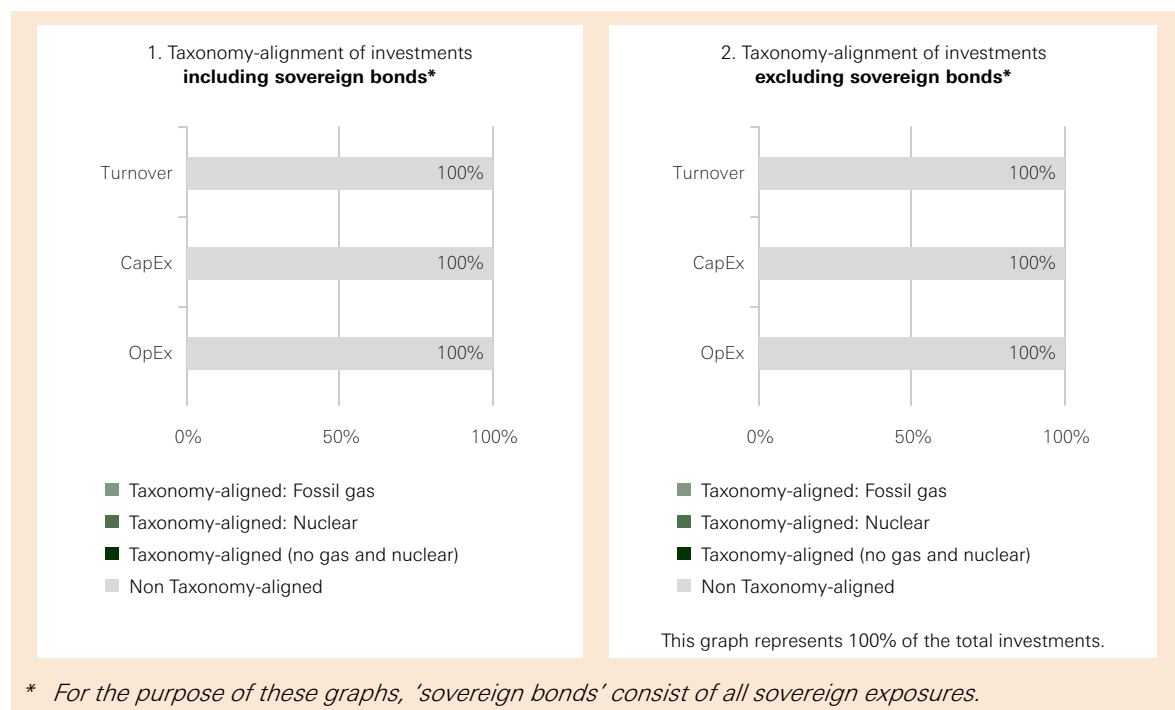 1. Taxonomy-alignment of investments
including sovereign bonds*
Turnover
100%
CapEx
100%
OpEx
100%
0%
50%
100%
Taxonomy-aligned: Fossil gas
Taxonomy-aligned: Nuclear
Taxonomy-aligned (no gas and nuclear)
Non Taxonomy-aligned
2. Taxonomy-alignment of investments
excluding sovereign bonds*
Turnover
100%
CapEx
100%
OpEx
100%
0%
50%
100%
Taxonomy-aligned: Fossil gas
Taxonomy-aligned: Nuclear
Taxonomy-aligned (no gas and nuclear)
Non Taxonomy-aligned
This graph represents 100% of the total investments.
* For the purpose of these graphs, ‘sovereign bonds’ consist of all sovereign exposures.